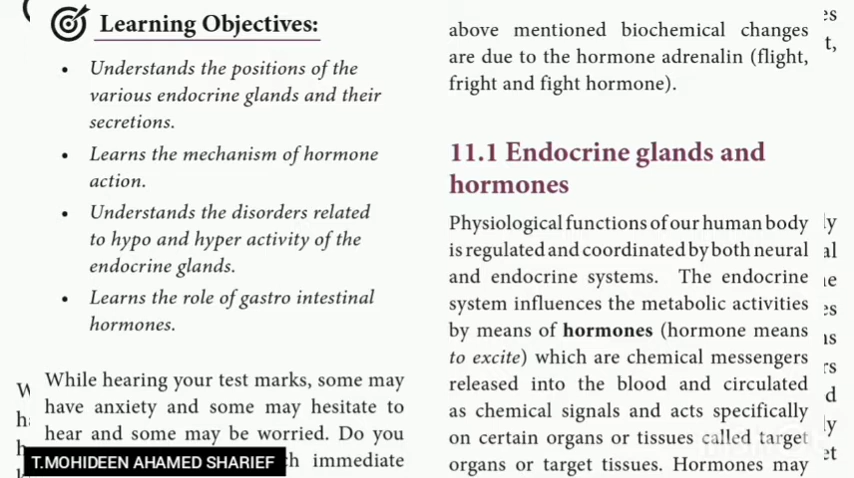 Learning Objectives:
• Understands the positions of the
various endocrine glands and their
secretions.
• Learns the mechanism of hormone
action.
• Understands the disorders related
to hypo and hyper activity of the
endocrine glands.
• Learns the role of gastro intestinal
hormones.
While hearing your test marks, some may
have anxiety and some may hesitate to
hear and some may be worried. Do you
immediate
T.MOHIDEEN AHAMED SHARIEF
above mentioned biochemical changes
are due to the hormone adrenalin (flight,
fright and fight hormone).
11.1 Endocrine glands and
hormones
Physiological functions of our human body
is regulated and coordinated by both neural
and endocrine systems. The endocrine
system influences the metabolic activities
by means of hormones (hormone means
to excite) which are chemical messengers
released into the blood and circulated
as chemical signals and acts specifically
on certain organs or tissues called target
organs or target tissues. Hormones may